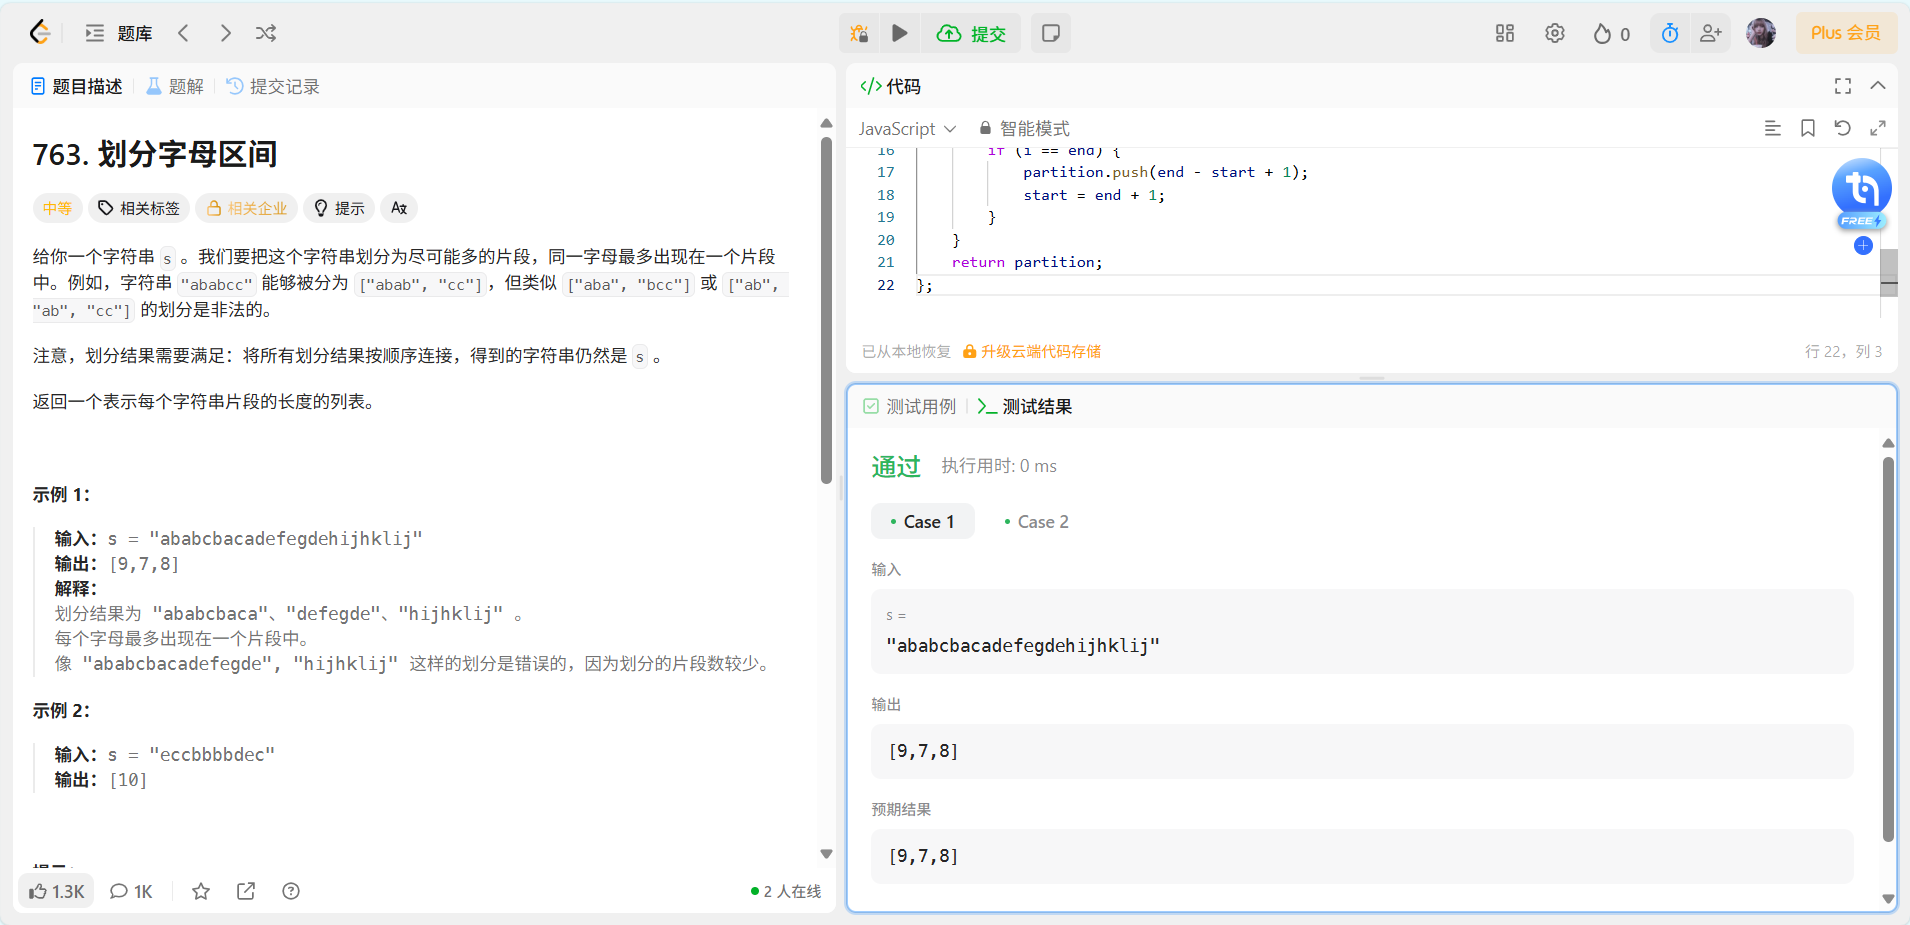 题库
提交
0
Plus 会员
题目描述
题解
提交记录
763. 划分字母区间
中等
相关标签
相关企业
提示
给你一个字符串 s 。我们要把这个字符串划分为尽可能多的片段，同一字母最多出现在一个片段
中。例如，字符串 "ababcc" 能够被分为 ["abab", "cc"]，但类似 ["aba", "bcc"] 或 ["ab",
"ab", "cc"] 的划分是非法的。
注意，划分结果需要满足：将所有划分结果按顺序连接，得到的字符串仍然是 s 。
返回一个表示每个字符串片段的长度的列表。
示例 1：
输入：s = "ababcbacadefegdehijhklij"
输出：[9,7,8]
解释：
划分结果为 "ababcbaca"、"defegde"、"hijhklij" 。
每个字母最多出现在一个片段中。
像 "ababcbacadefegde", "hijhklij" 这样的划分是错误的，因为划分的片段数较少。
示例 2：
输入：s = "eccbbbbdec"
输出：[10]
1.3K
1K
2 人在线
</> 代码
JavaScript
智能模式
16 if (i == end) {
17 partition.push(end - start + 1);
18 start = end + 1;
19 }
20 }
21 return partition;
22 };
FREE
已从本地恢复
升级云端代码存储
行 22，列 3
测试用例
测试结果
通过
执行用时: 0 ms
Case 1
Case 2
输入
s =
"ababcbacadefegdehijhklij"
输出
[9,7,8]
预期结果
[9,7,8]